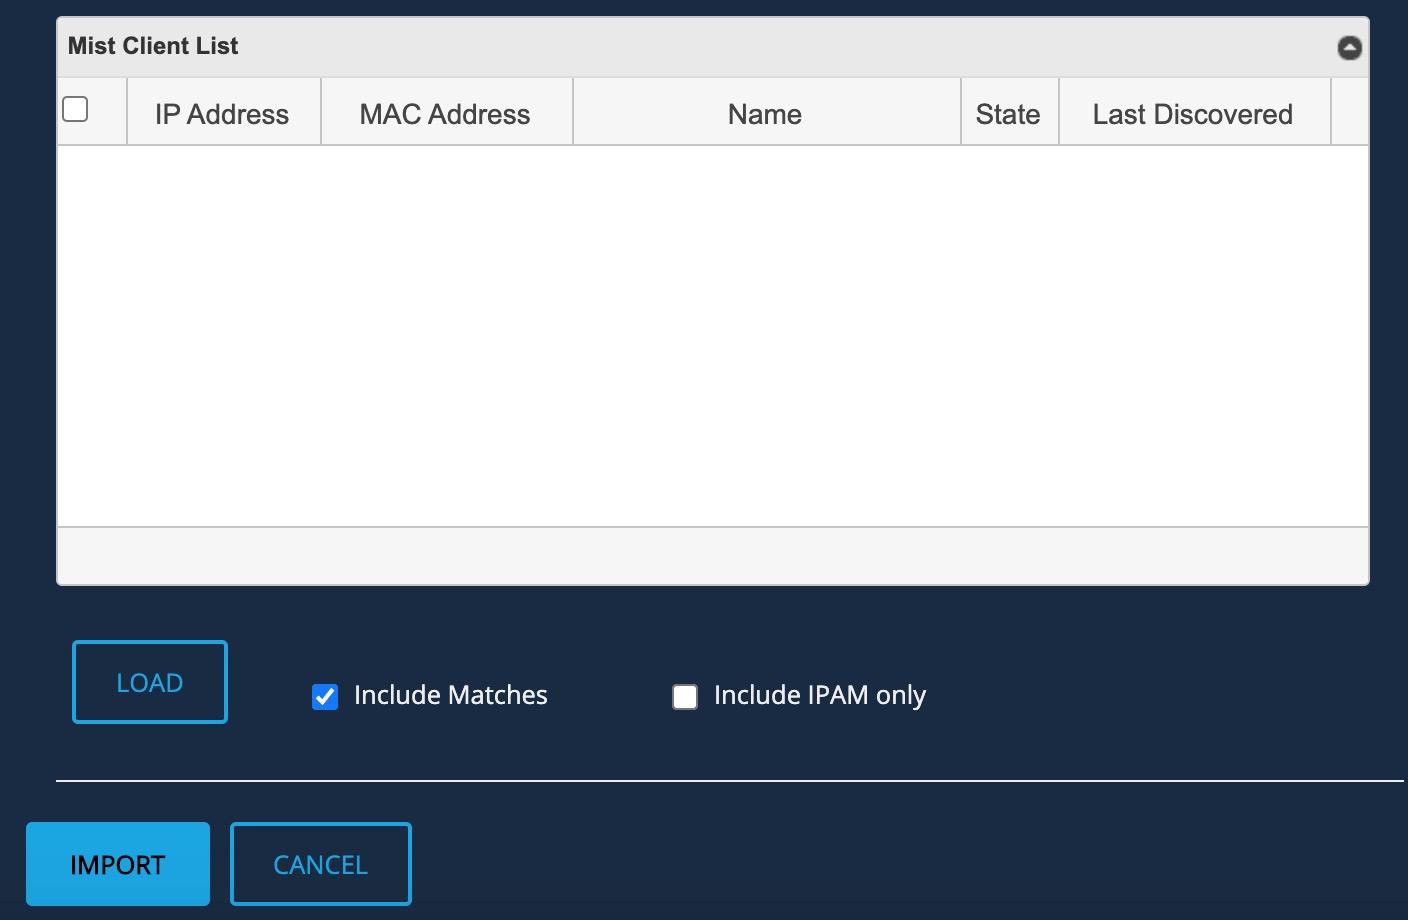 Mist Client List
IP Address MAC Address Name State Last Discovered
LOAD Include Matches Include IPAM only
IMPORT CANCEL